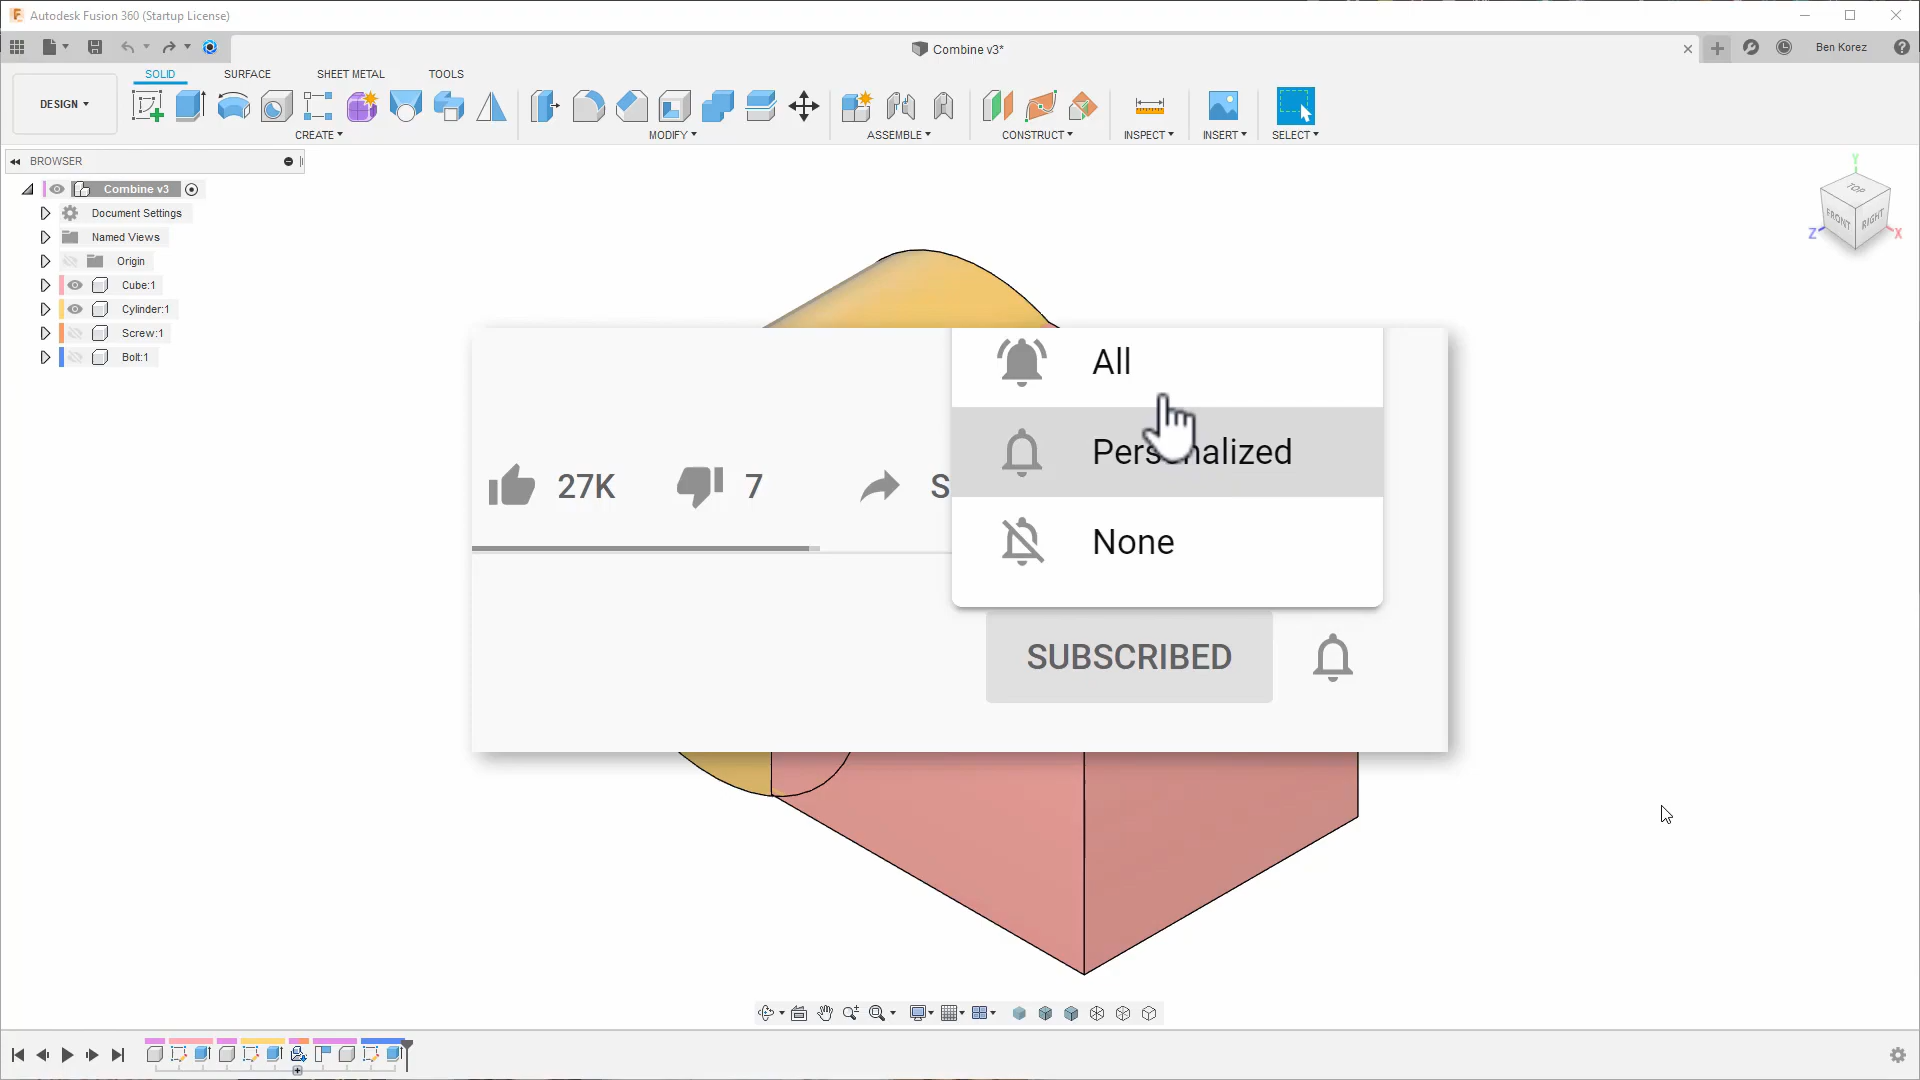 Autodesk Fusion 360 (Startup License)
Combine v3*
Ben Korez
DESIGN
SOLID SURFACE SHEET METAL TOOLS
CREATE MODIFY ASSEMBLE CONSTRUCT INSPECT INSERT SELECT
BROWSER
Combine v3
Document Settings
Named Views
Origin
Cube:1
Cylinder:1
Screw:1
Bolt:1
Y
TOP
FRONT RIGHT
Z X
All
Personalized
None
27K 7 S
SUBSCRIBED